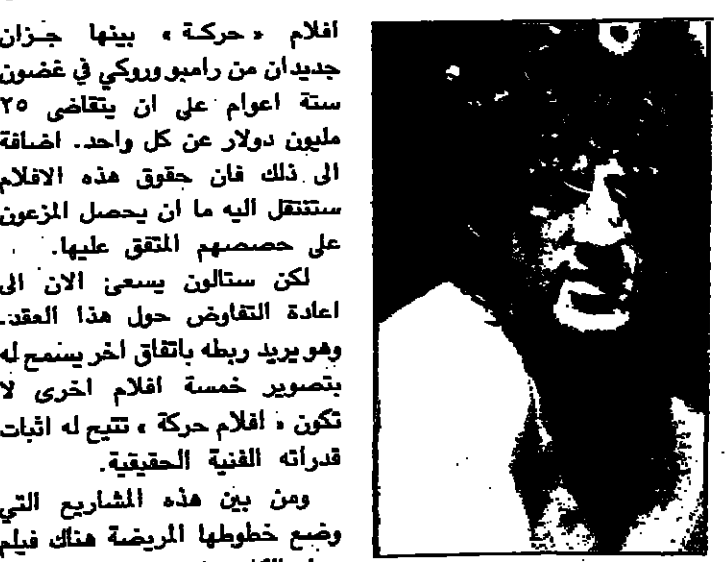 افلام « حركة » بينها جـزان
جديدان من رامبو وروكي في غضون
ستة اعوام على ان يتقاضى ٢٥
مليون دولار عن كل واحد. اضافة
الى ذلك فان حقوق هذه الافلام
ستنتقل اليه ما ان يحصل المزعون
على حصصهم المتفق عليها.
لكن ستالون يسعى الان الى
اعادة التفاوض حول هذا العقد.
وهو يريد ربطه باتفاق اخر يسمح له
بتصوير خمسة افلام اخرى لا
تكون « افلام حركة » تتيح له اثبات
قدراته الفنية الحقيقية.
ومن بين هذه المشاريع التي
وضع خطوطها المريضة هناك فيلم